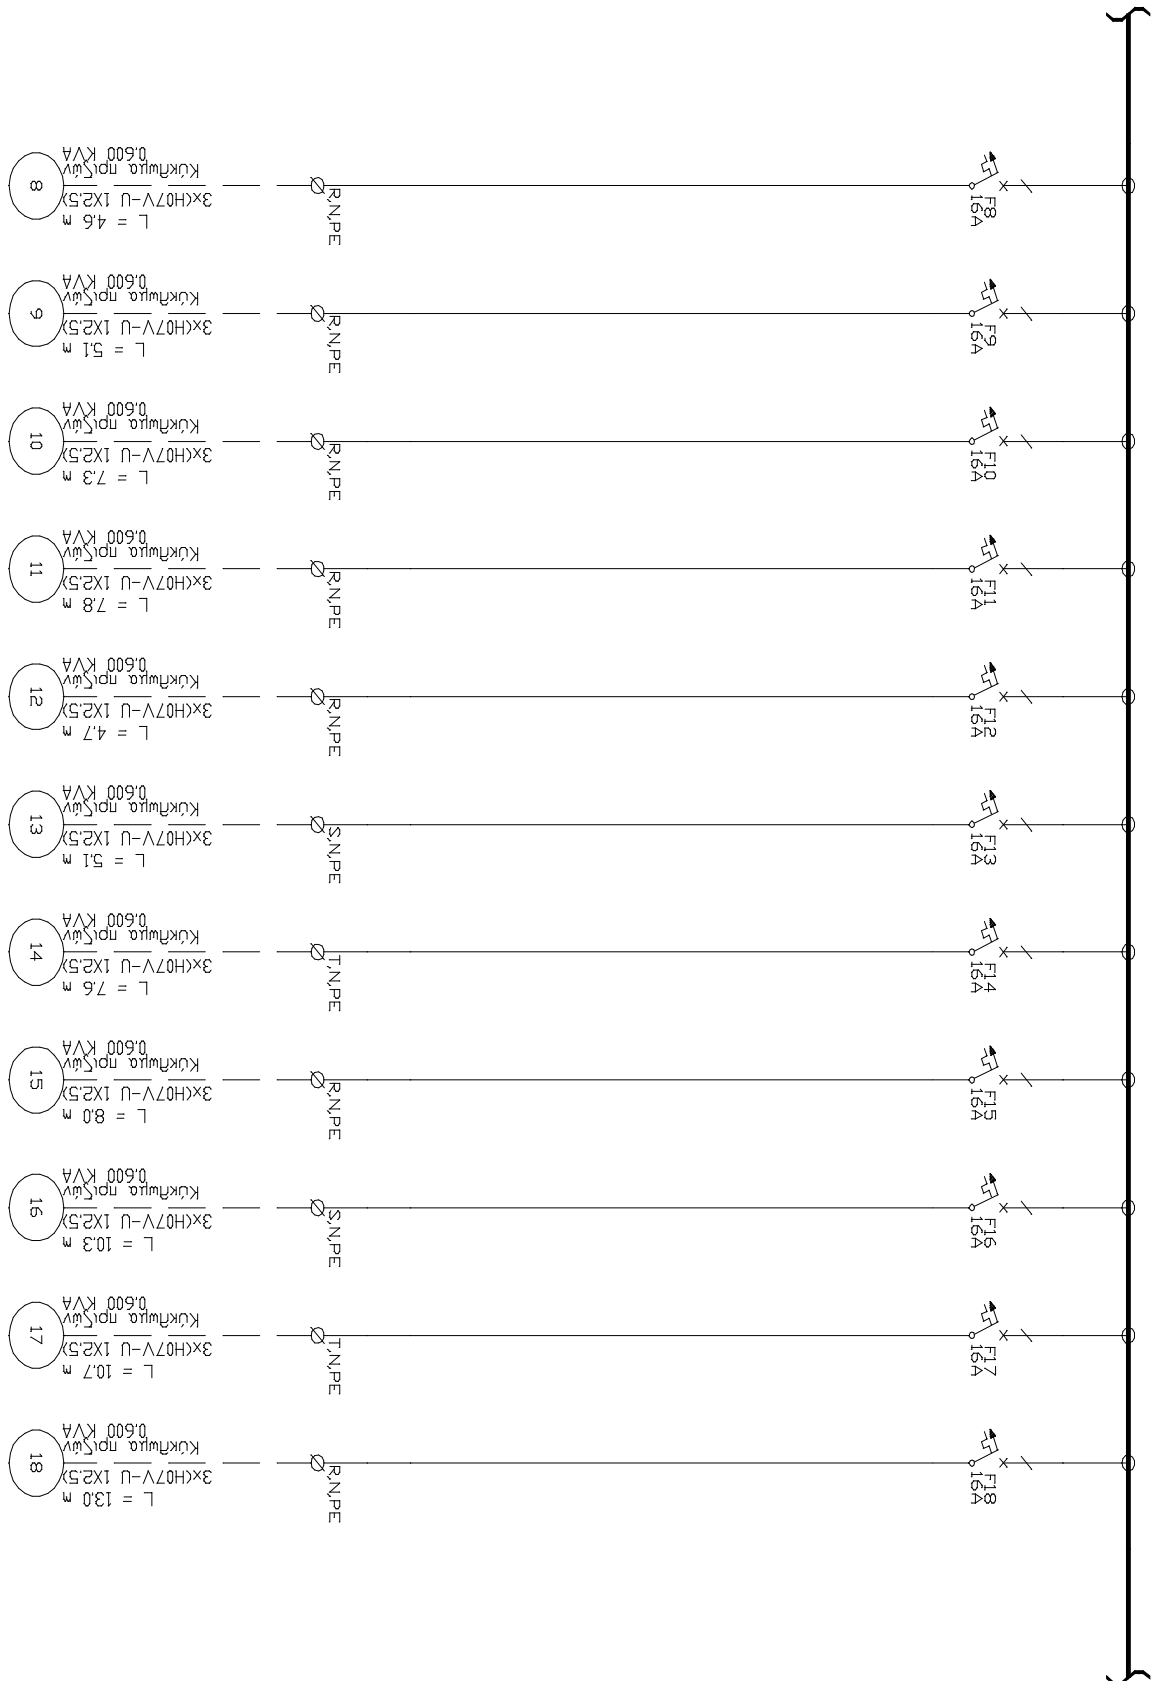 8
0.600 KVA
Κύκλωμα πριζών
3x(H07V-U 1X2.5)
L = 4.6 m
R,N,PE
F8
16A
9
0.600 KVA
Κύκλωμα πριζών
3x(H07V-U 1X2.5)
L = 5.1 m
R,N,PE
F9
16A
10
0.600 KVA
Κύκλωμα πριζών
3x(H07V-U 1X2.5)
L = 7.3 m
R,N,PE
F10
16A
11
0.600 KVA
Κύκλωμα πριζών
3x(H07V-U 1X2.5)
L = 7.8 m
R,N,PE
F11
16A
12
0.600 KVA
Κύκλωμα πριζών
3x(H07V-U 1X2.5)
L = 4.7 m
R,N,PE
F12
16A
13
0.600 KVA
Κύκλωμα πριζών
3x(H07V-U 1X2.5)
L = 5.1 m
S,N,PE
F13
16A
14
0.600 KVA
Κύκλωμα πριζών
3x(H07V-U 1X2.5)
L = 7.6 m
T,N,PE
F14
16A
15
0.600 KVA
Κύκλωμα πριζών
3x(H07V-U 1X2.5)
L = 8.0 m
R,N,PE
F15
16A
16
0.600 KVA
Κύκλωμα πριζών
3x(H07V-U 1X2.5)
L = 10.3 m
S,N,PE
F16
16A
17
0.600 KVA
Κύκλωμα πριζών
3x(H07V-U 1X2.5)
L = 10.7 m
T,N,PE
F17
16A
18
0.600 KVA
Κύκλωμα πριζών
3x(H07V-U 1X2.5)
L = 13.0 m
R,N,PE
F18
16A